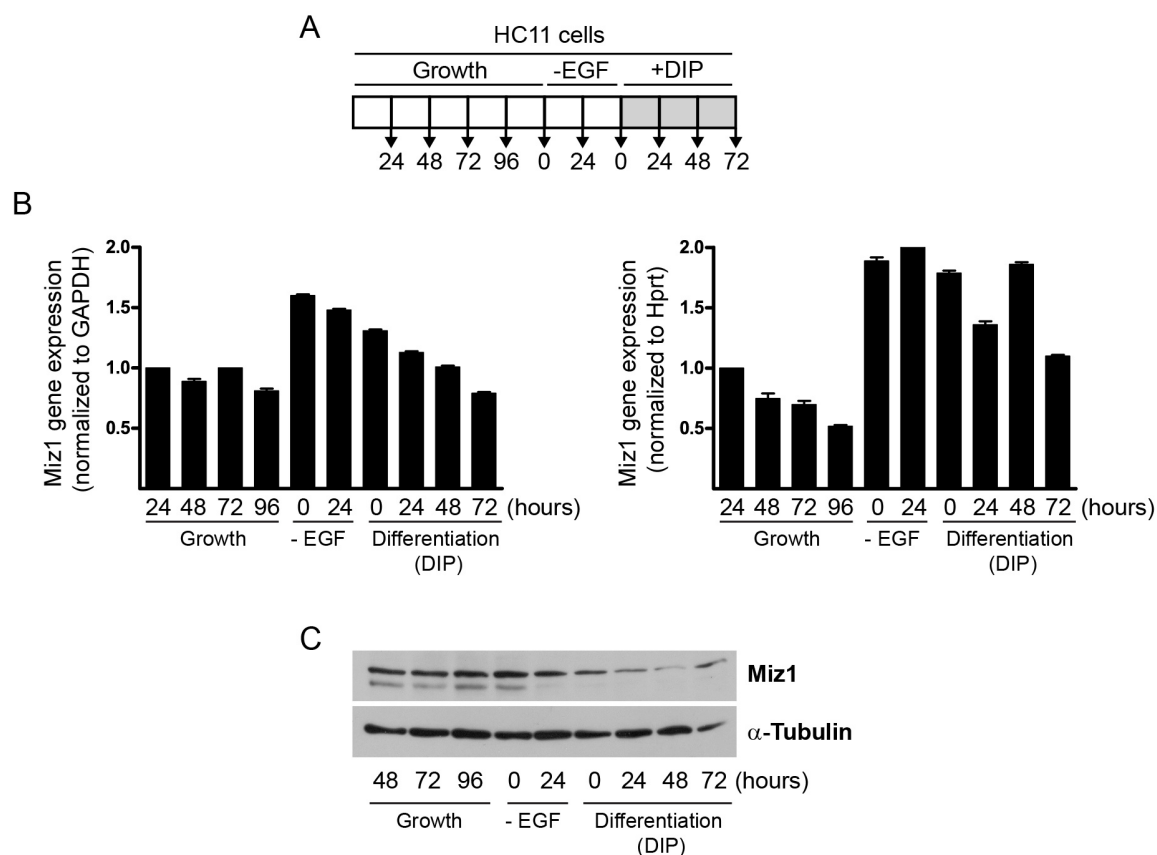 A
HC11 cells
Growth -EGF +DIP
24 48 72 96 0 24 0 24 48 72
B
Miz1 gene expression
(normalized to GAPDH)
2.0
1.5
1.0
0.5
24 48 72 96 0 24 0 24 48 72 (hours)
Growth - EGF Differentiation
(DIP)
Miz1 gene expression
(normalized to Hprt)
2.0
1.5
1.0
0.5
24 48 72 96 0 24 0 24 48 72 (hours)
Growth - EGF Differentiation
(DIP)
C
Miz1
α-Tubulin
48 72 96 0 24 0 24 48 72 (hours)
Growth - EGF Differentiation
(DIP)